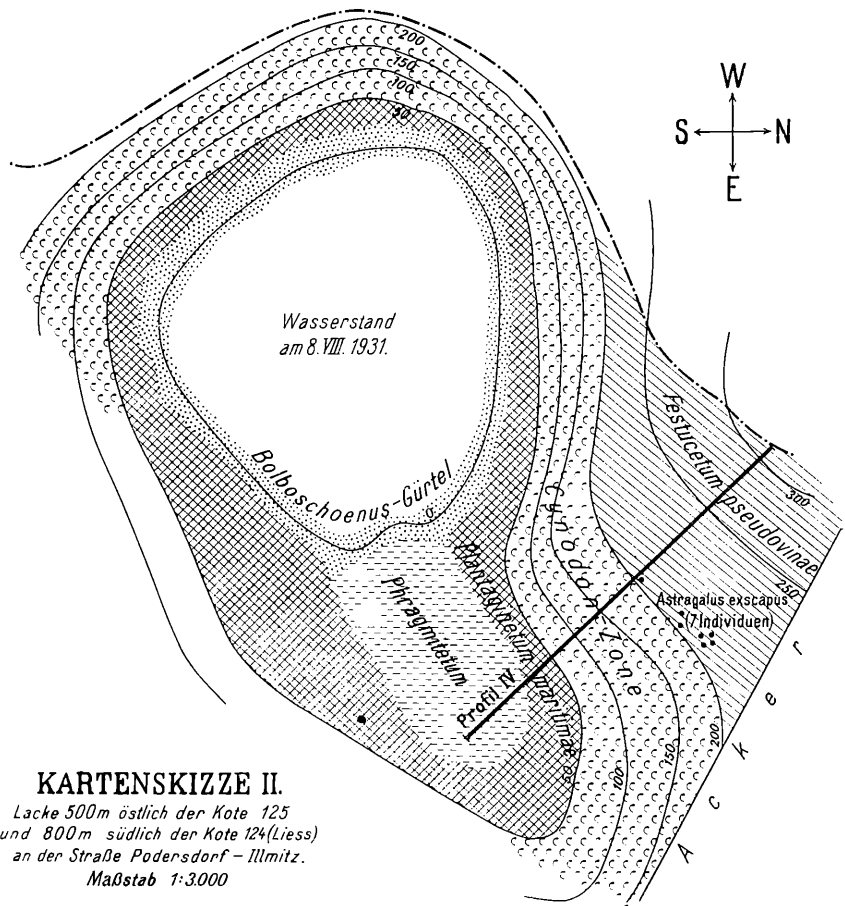 200
150
100
50
W
S N
E
Wasserstand
am 8. VIII. 1931.
Bolboschoenus-Gürtel
Phragmitetum
Plantaginetum maritimae
Cynodon Zone
Festucetum pseudovinae
Profil IV
Astragalus exscapus
(7 Individuen)
300
250
200
150
100
50
Acker
KARTENSKIZZE II.
Lacke 500m östlich der Kote 125
und 800m südlich der Kote 124 (Liess)
an der Straße Podersdorf – Illmitz.
Maßstab 1:3.000